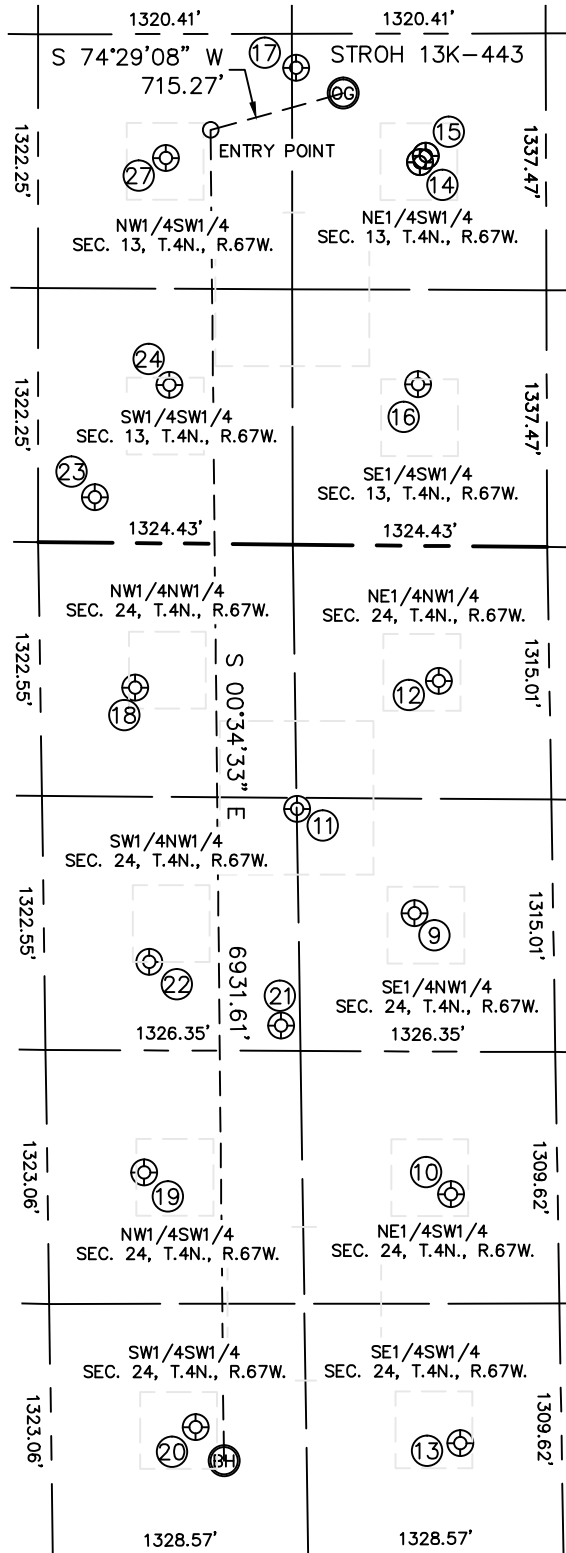 1320.41' 1320.41'
S 74°29'08" W 17 STROH 13K-443
715.27'
OG
ENTRY POINT
15
1322.25' 27 14 1337.47'
NW1/4SW1/4 NE1/4SW1/4
SEC. 13, T.4N., R.67W. SEC. 13, T.4N., R.67W.
24
1322.25' 16 1337.47'
SW1/4SW1/4
SEC. 13, T.4N., R.67W.
23 SE1/4SW1/4
SEC. 13, T.4N., R.67W.
1324.43' 1324.43'
NW1/4NW1/4 NE1/4NW1/4
SEC. 24, T.4N., R.67W. SEC. 24, T.4N., R.67W.
1322.55' 18 S 00°34'33" E 12 1315.01'
11
SW1/4NW1/4
SEC. 24, T.4N., R.67W.
1322.55' 9 1315.01'
22 6931.61' 21 SE1/4NW1/4
SEC. 24, T.4N., R.67W.
1326.35' 1326.35'
1323.06' 19 10 1309.62'
NW1/4SW1/4 NE1/4SW1/4
SEC. 24, T.4N., R.67W. SEC. 24, T.4N., R.67W.
SW1/4SW1/4 SE1/4SW1/4
SEC. 24, T.4N., R.67W. SEC. 24, T.4N., R.67W.
1323.06' 20 BH 13 1309.62'
1328.57' 1328.57'